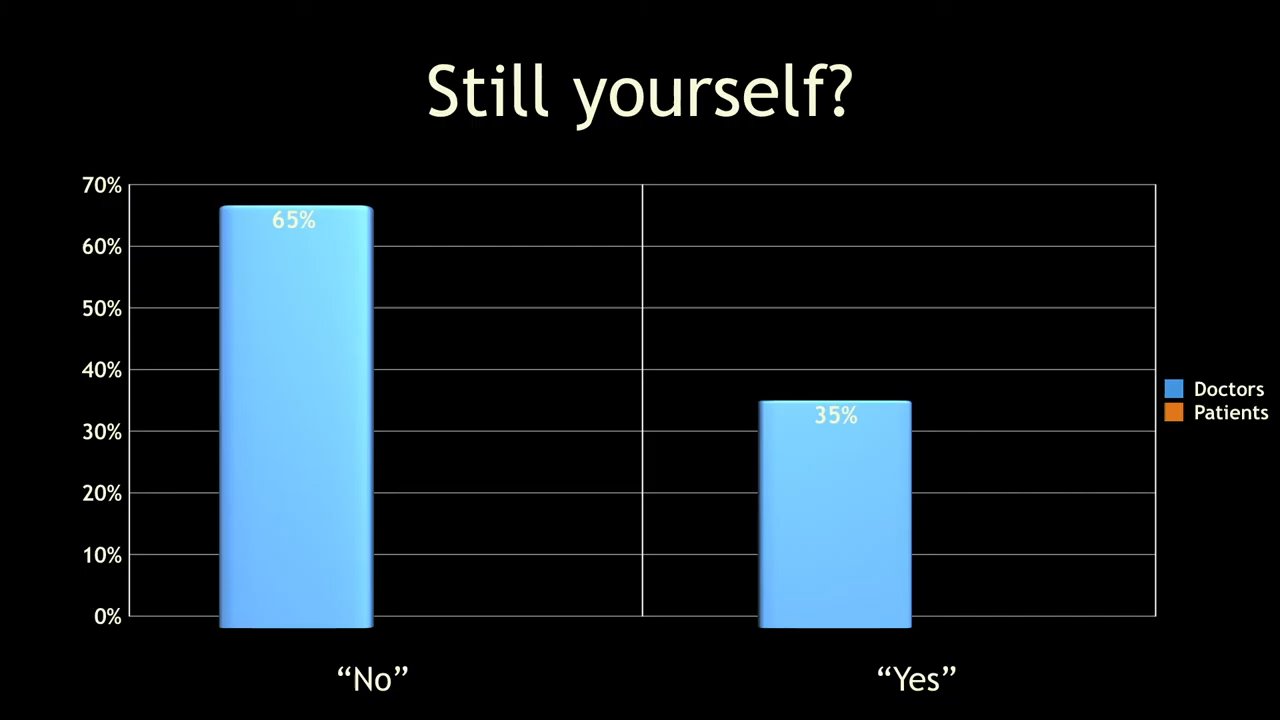 Still yourself?
70%
60%
50%
40%
30%
20%
10%
0%
65%
35%
Doctors
Patients
“No”
“Yes”